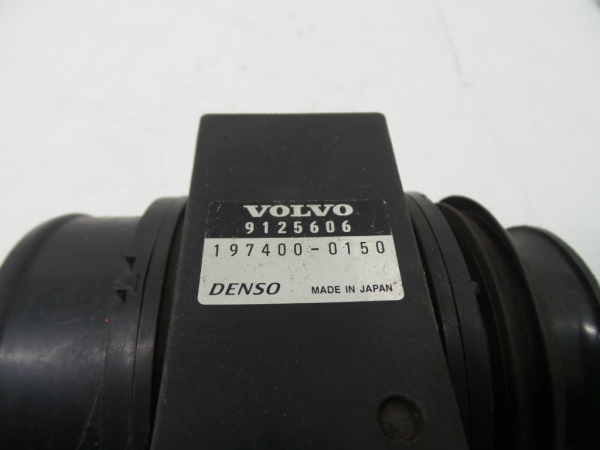 VOLVO
9125606
197400-0150
DENSO MADE IN JAPAN